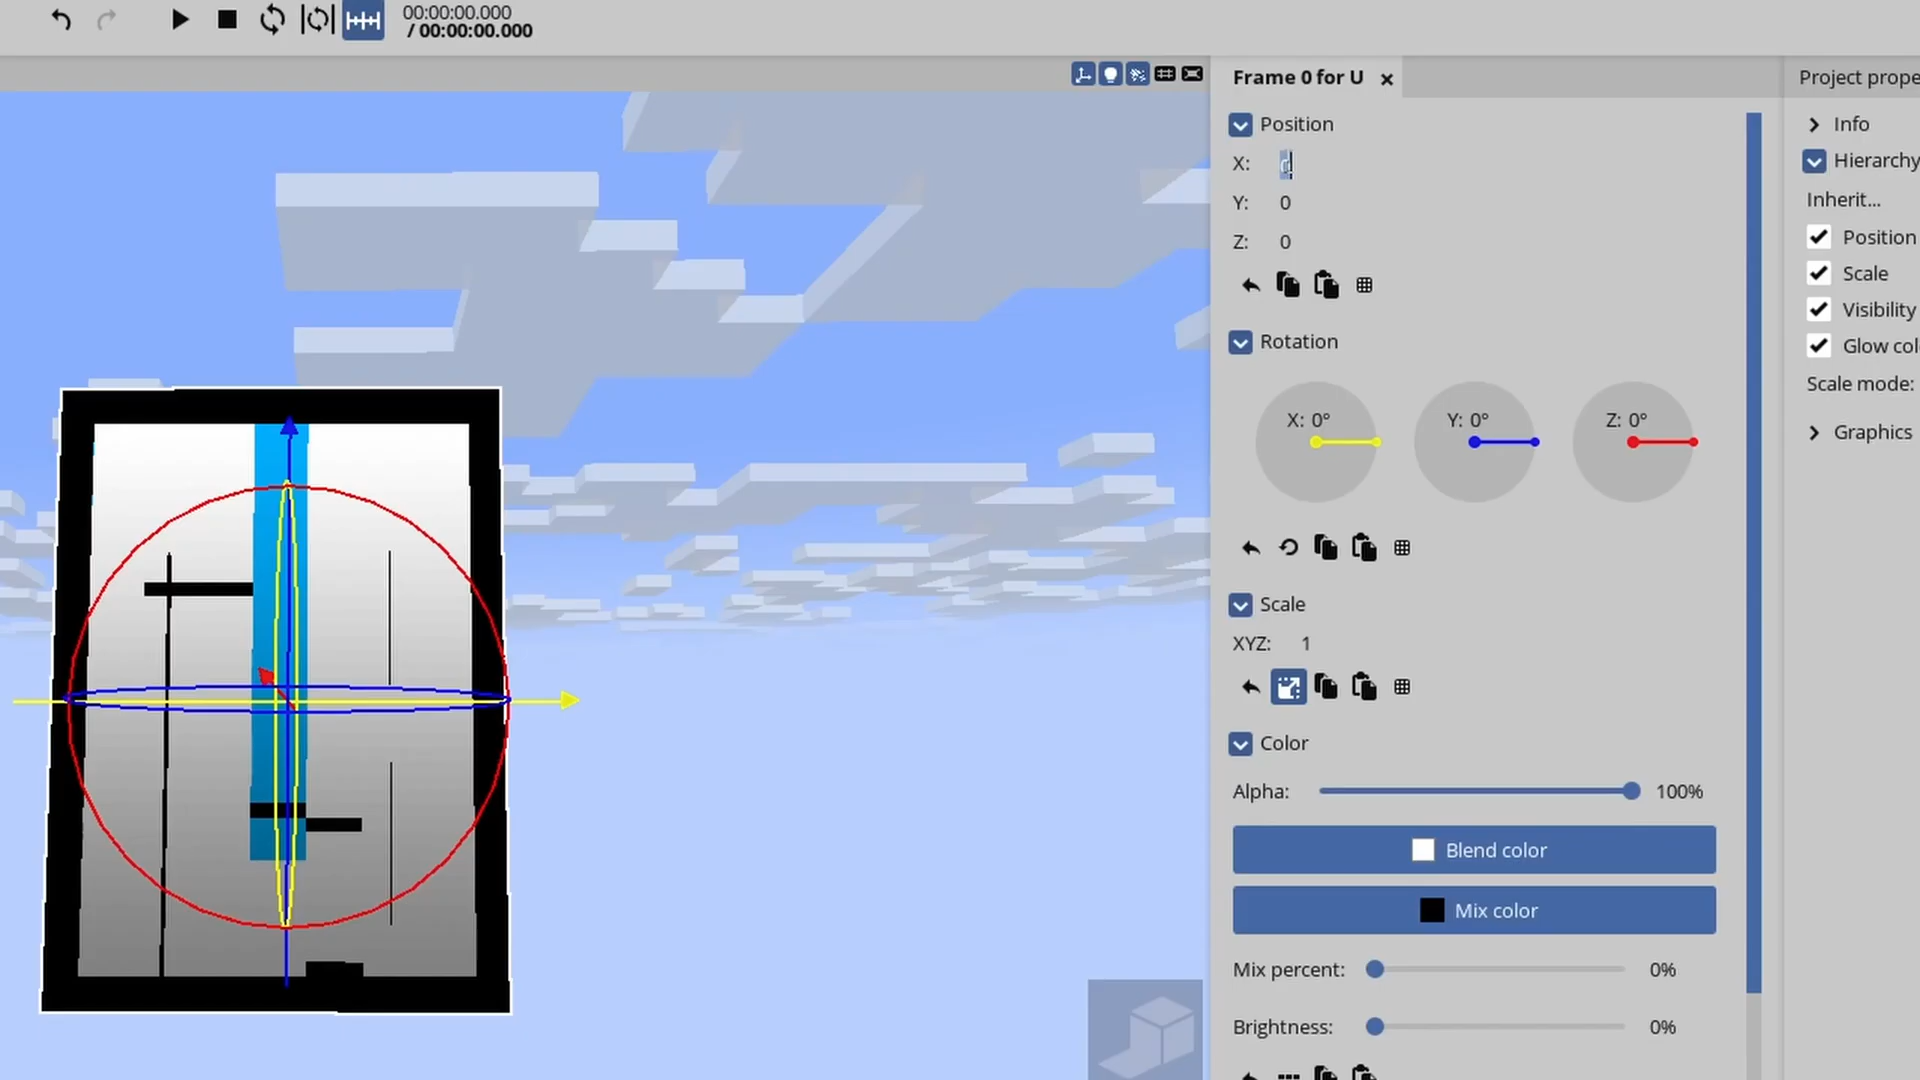 00:00:00.000
/ 00:00:00.000
Frame 0 for U
Project prope
Position
Info
X: 0
Hierarchy
Y: 0
Inherit...
Z: 0
Position
Scale
Visibility
Rotation
Glow col
Scale mode:
X: 0°
Y: 0°
Z: 0°
Graphics
Scale
XYZ: 1
Color
Alpha: 100%
Blend color
Mix color
Mix percent: 0%
Brightness: 0%